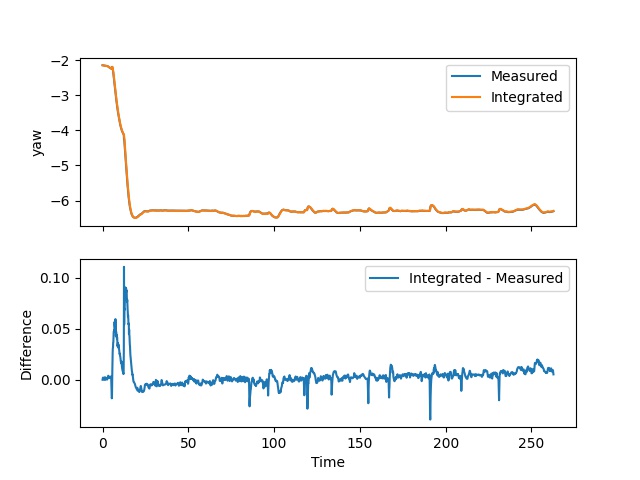 −2
−3
−4
−5
−6
yaw
Measured
Integrated
0.10
0.05
0.00
Difference
Integrated - Measured
0
50
100
150
200
250
Time